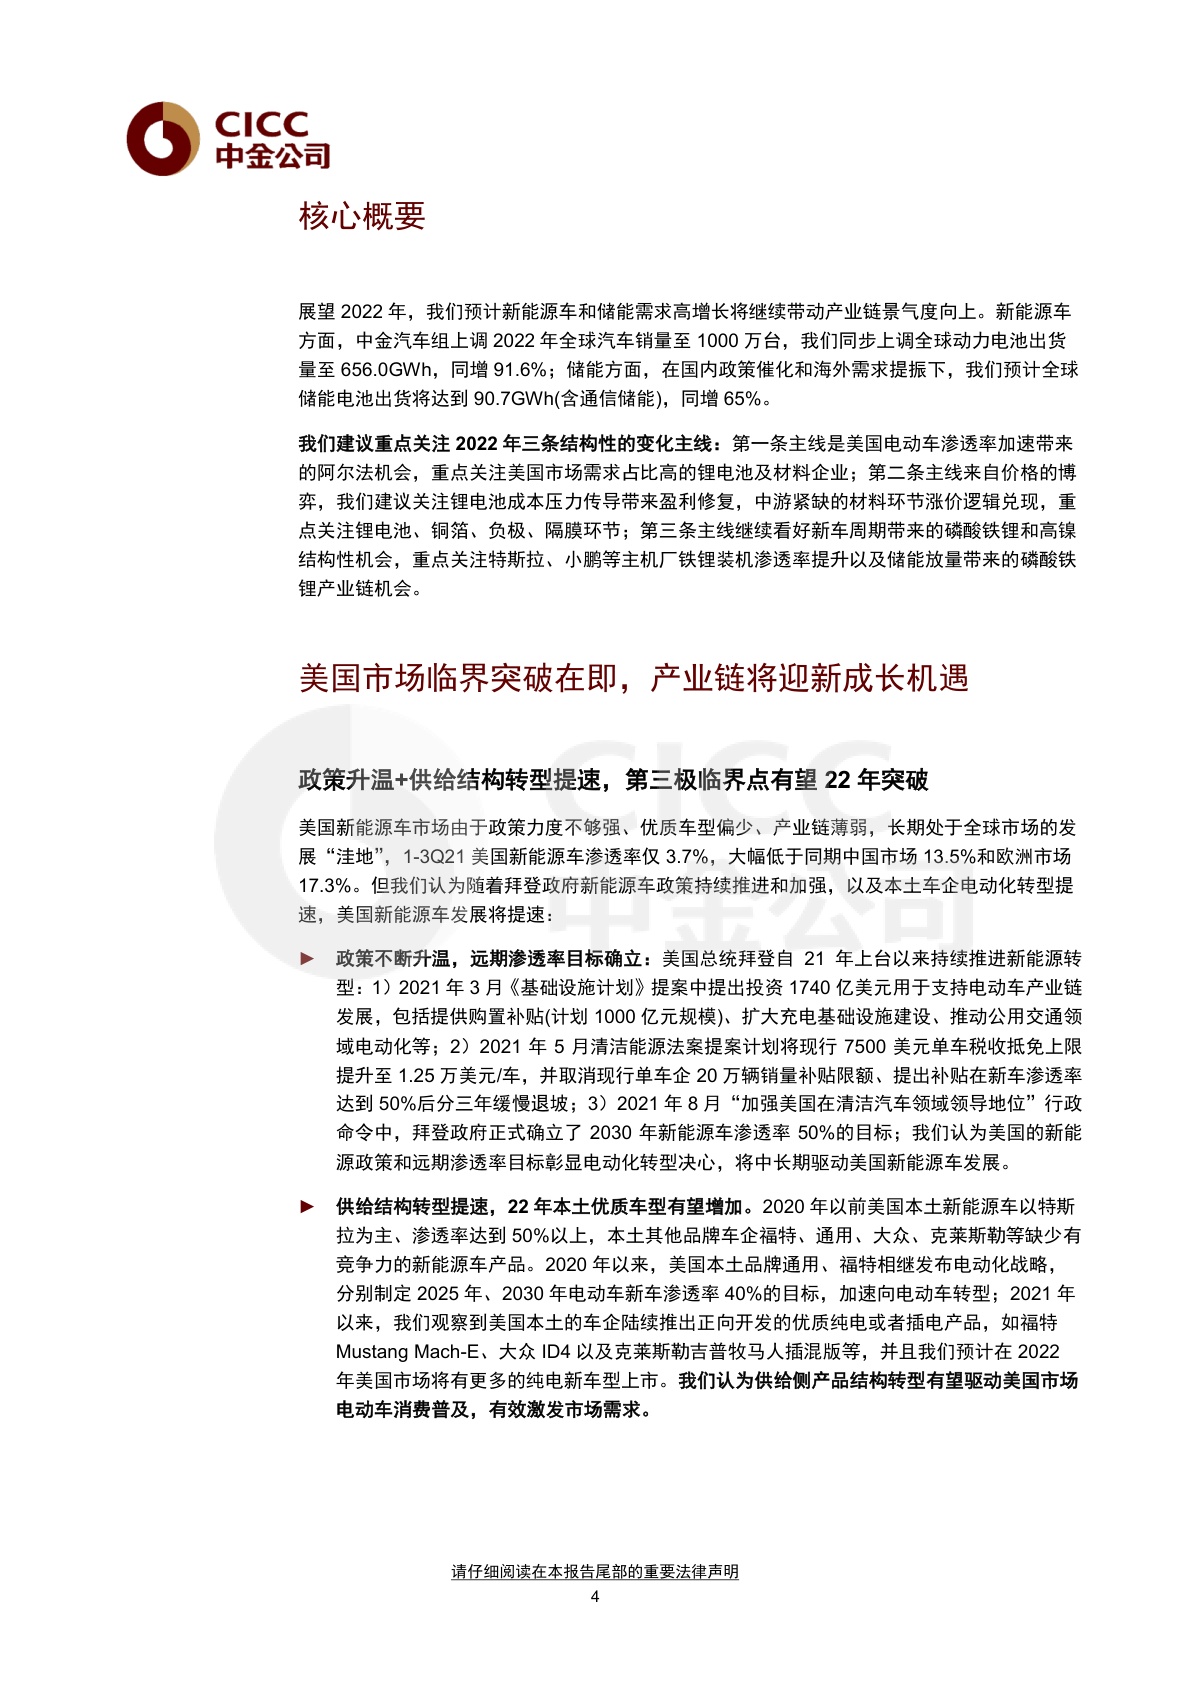 CICC
中金公司
核心概要
展望 2022 年，我们预计新能源车和储能需求高增长将继续带动产业链景气度向上。新能源车
方面，中金汽车组上调 2022 年全球汽车销量至 1000 万台，我们同步上调全球动力电池出货
量至 656.0GWh，同增 91.6%；储能方面，在国内政策催化和海外需求提振下，我们预计全球
储能电池出货将达到 90.7GWh(含通信储能)，同增 65%。
我们建议重点关注 2022 年三条结构性的变化主线：第一条主线是美国电动车渗透率加速带来
的阿尔法机会，重点关注美国市场需求占比高的锂电池及材料企业；第二条主线来自价格的博
弈，我们建议关注锂电池成本压力传导带来盈利修复，中游紧缺的材料环节涨价逻辑兑现，重
点关注锂电池、铜箔、负极、隔膜环节；第三条主线继续看好新车周期带来的磷酸铁锂和高镍
结构性机会，重点关注特斯拉、小鹏等主机厂铁锂装机渗透率提升以及储能放量带来的磷酸铁
锂产业链机会。
美国市场临界突破在即，产业链将迎新成长机遇
CICC
中金公司
政策升温+供给结构转型提速，第三极临界点有望 22 年突破
美国新能源车市场由于政策力度不够强、优质车型偏少、产业链薄弱，长期处于全球市场的发
展“洼地”，1-3Q21 美国新能源车渗透率仅 3.7%，大幅低于同期中国市场 13.5%和欧洲市场
17.3%。但我们认为随着拜登政府新能源车政策持续推进和加强，以及本土车企电动化转型提
速，美国新能源车发展将提速：
► 政策不断升温，远期渗透率目标确立：美国总统拜登自 21 年上台以来持续推进新能源转
型：1）2021 年 3 月《基础设施计划》提案中提出投资 1740 亿美元用于支持电动车产业链
发展，包括提供购置补贴(计划 1000 亿元规模)、扩大充电基础设施建设、推动公用交通领
域电动化等；2）2021 年 5 月清洁能源法案提案计划将现行 7500 美元单车税收抵免上限
提升至 1.25 万美元/车，并取消现行单车企 20 万辆销量补贴限额、提出补贴在新车渗透率
达到 50%后分三年缓慢退坡；3）2021 年 8 月“加强美国在清洁汽车领域领导地位”行政
命令中，拜登政府正式确立了 2030 年新能源车渗透率 50%的目标；我们认为美国的新能
源政策和远期渗透率目标彰显电动化转型决心，将中长期驱动美国新能源车发展。
► 供给结构转型提速，22 年本土优质车型有望增加。2020 年以前美国本土新能源车以特斯
拉为主、渗透率达到 50%以上，本土其他品牌车企福特、通用、大众、克莱斯勒等缺少有
竞争力的新能源车产品。2020 年以来，美国本土品牌通用、福特相继发布电动化战略，
分别制定 2025 年、2030 年电动车新车渗透率 40%的目标，加速向电动车转型；2021 年
以来，我们观察到美国本土的车企陆续推出正向开发的优质纯电或者插电产品，如福特
Mustang Mach-E、大众 ID4 以及克莱斯勒吉普牧马人插混版等，并且我们预计在 2022
年美国市场将有更多的纯电新车型上市。我们认为供给侧产品结构转型有望驱动美国市场
电动车消费普及，有效激发市场需求。
请仔细阅读在本报告尾部的重要法律声明
4